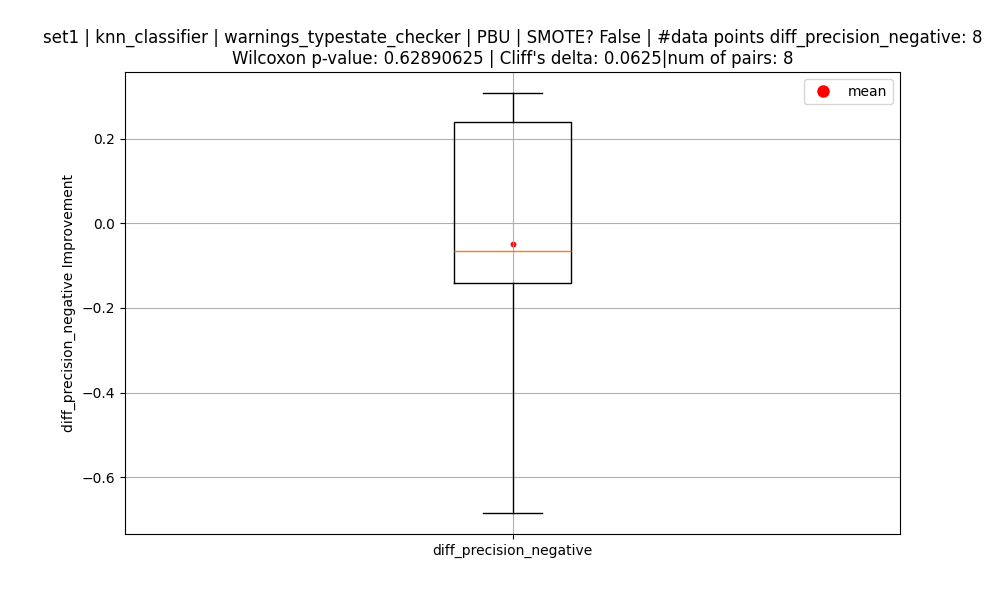 set1 | knn_classifier | warnings_typestate_checker | PBU | SMOTE? False | #data points diff_precision_negative: 8
Wilcoxon p-value: 0.62890625 | Cliff's delta: 0.0625|num of pairs: 8
mean
0.2
0.0
−0.2
−0.4
−0.6
diff_precision_negative Improvement
diff_precision_negative